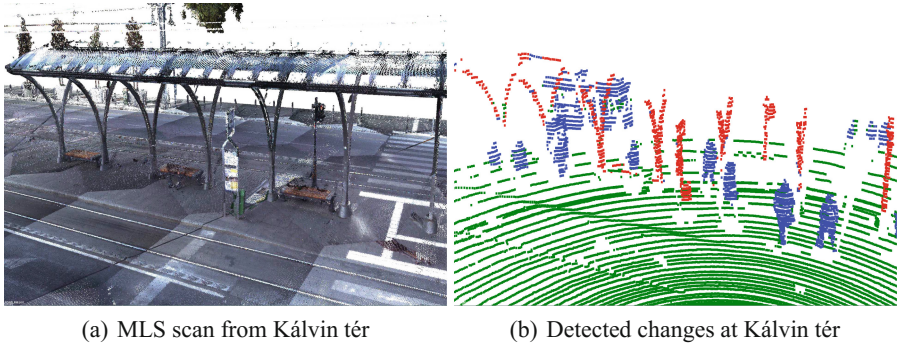 (a) MLS scan from Kálvin tér
(b) Detected changes at Kálvin tér